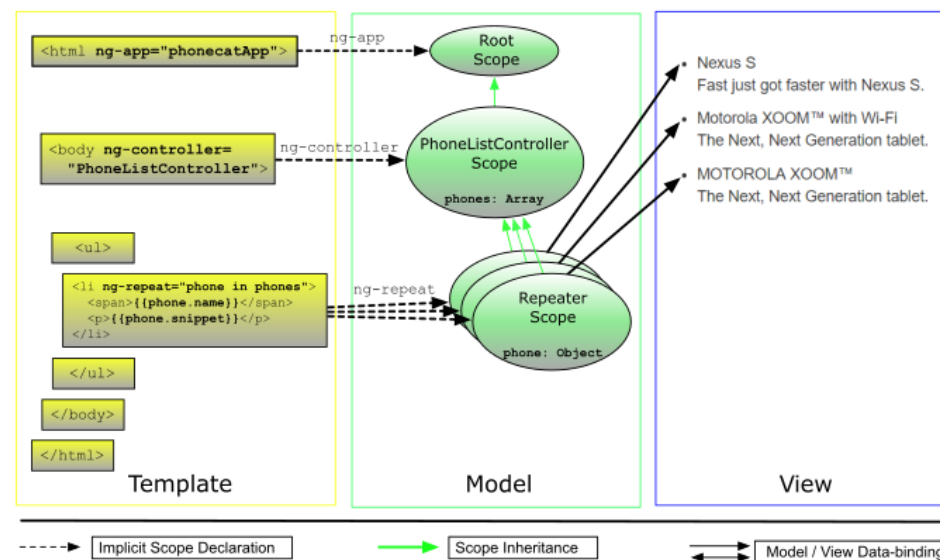 <html ng-app="phonecatApp">
ng-app
Root
Scope
<body ng-controller=
"PhoneListController">
ng-controller
PhoneListController
Scope
phones: Array
<ul>
<li ng-repeat="phone in phones">
<span>{{phone.name}}</span>
<p>{{phone.snippet}}</p>
</li>
ng-repeat
Repeater
Scope
phone: Object
</ul>
</body>
</html>
Nexus S
Fast just got faster with Nexus S.
Motorola XOOM™ with Wi-Fi
The Next, Next Generation tablet.
MOTOROLA XOOM™
The Next, Next Generation tablet.
Template
Model
View
Implicit Scope Declaration
Scope Inheritance
Model / View Data-binding